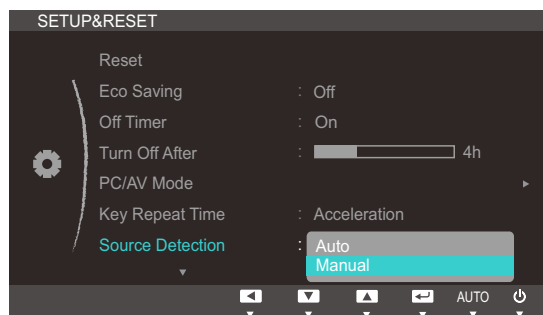 SETUP&RESET
Reset
Eco Saving : Off
Off Timer : On
Turn Off After : 4h
PC/AV Mode
Key Repeat Time : Acceleration
Source Detection : Auto
Manual
AUTO